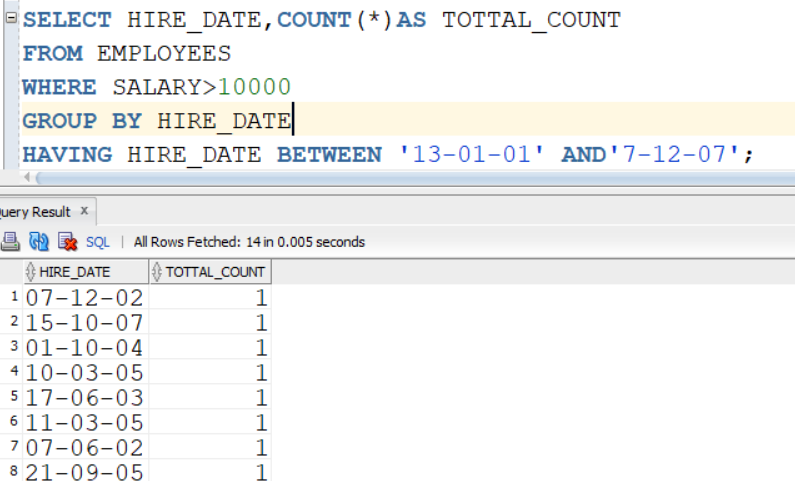 SELECT HIRE_DATE,COUNT(*)AS TOTTAL_COUNT
FROM EMPLOYEES
WHERE SALARY>10000
GROUP BY HIRE_DATE
HAVING HIRE_DATE BETWEEN '13-01-01' AND'7-12-07';
uery Result x
SQL | All Rows Fetched: 14 in 0.005 seconds
HIRE_DATE TOTTAL_COUNT
1 07-12-02 1
2 15-10-07 1
3 01-10-04 1
4 10-03-05 1
5 17-06-03 1
6 11-03-05 1
7 07-06-02 1
8 21-09-05 1